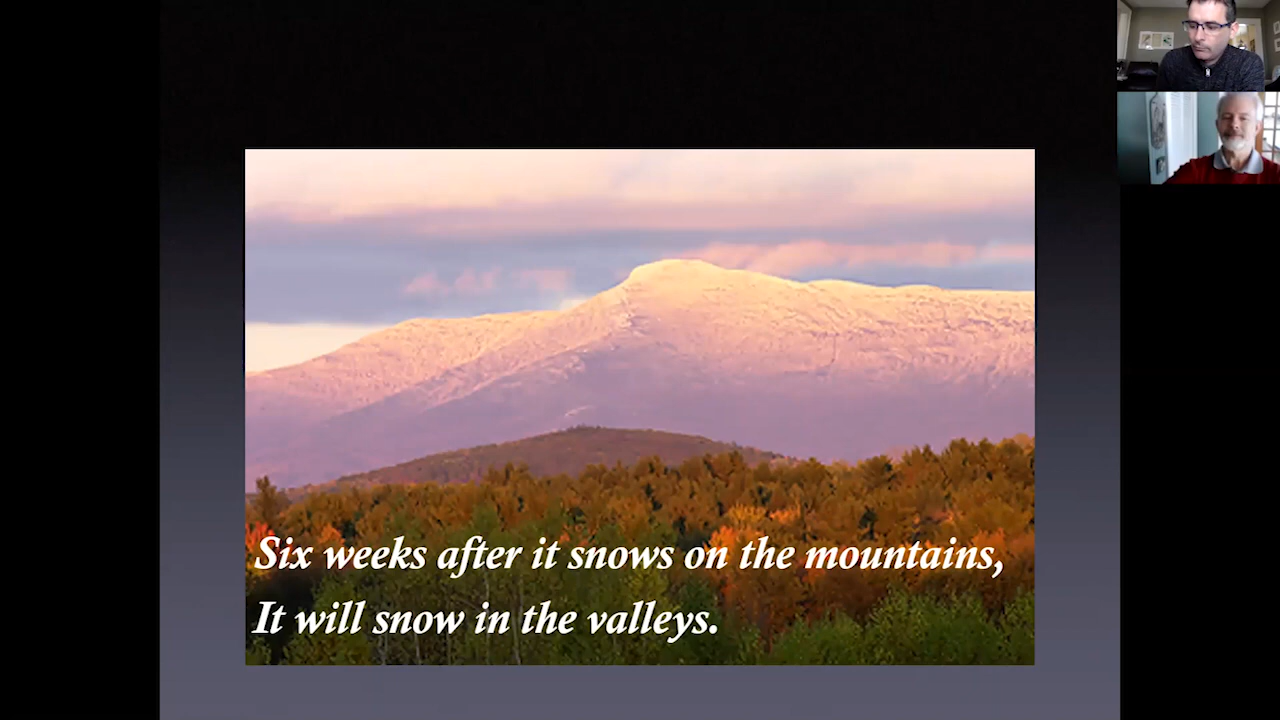 Six weeks after it snows on the mountains,
It will snow in the valleys.